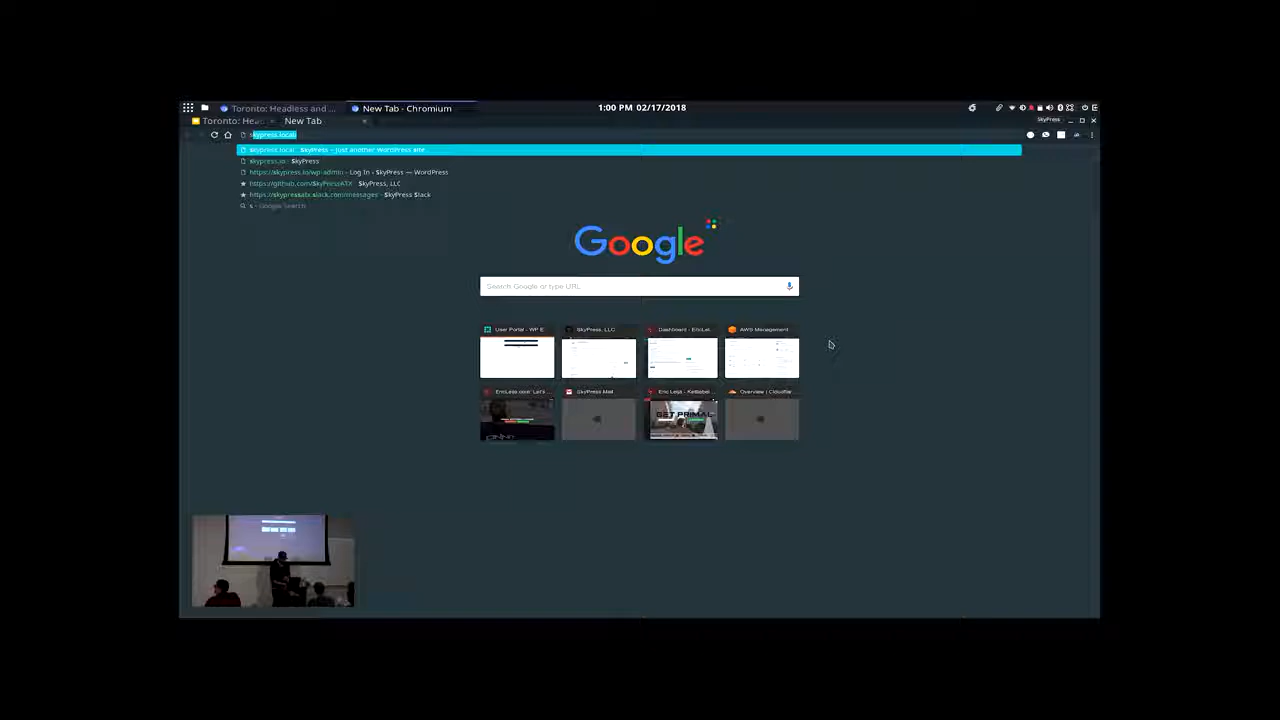 Toronto: Headless and ...
New Tab - Chromium
1:00 PM 02/17/2018
Toronto: Hea...
New Tab
SkyPress
skypress.local
skypress.local - SkyPress – Just another WordPress site
skypress.io - SkyPress
https://skypress.io/wp-admin - Log In ‹ SkyPress — WordPress
https://github.com/SkyPressATX - SkyPress, LLC
https://skypressatx.slack.com/messages - SkyPress Slack
s - Google Search
Google
Search Google or type URL
User Portal - WP E
SkyPress, LLC
AWS Management
SkyPress Mail
Overview | Cloudflar...
GET PRIMAL